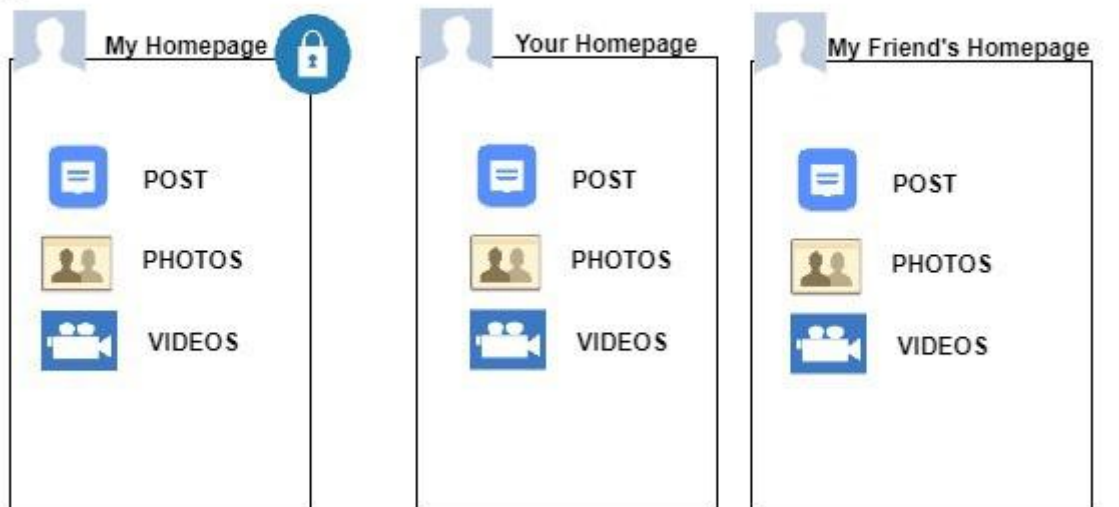 My Homepage
POST
PHOTOS
VIDEOS
Your Homepage
POST
PHOTOS
VIDEOS
My Friend's Homepage
POST
PHOTOS
VIDEOS